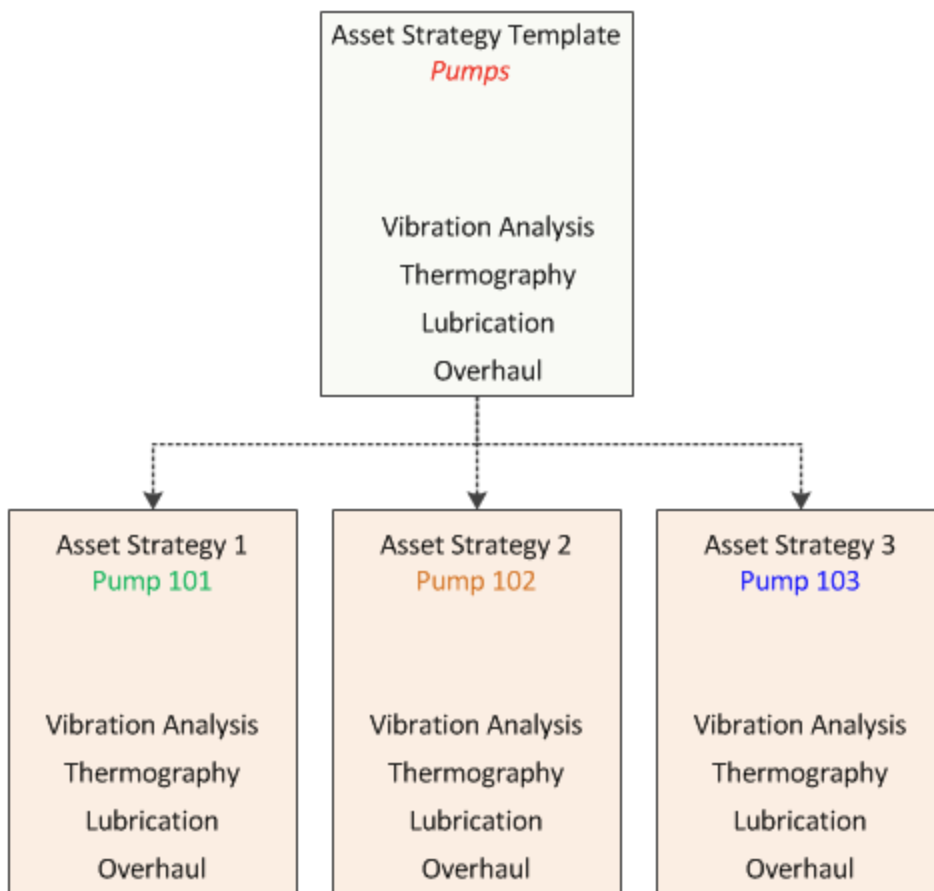 Asset Strategy Template
Pumps
Vibration Analysis
Thermography
Lubrication
Overhaul
Asset Strategy 1
Pump 101
Vibration Analysis
Thermography
Lubrication
Overhaul
Asset Strategy 2
Pump 102
Vibration Analysis
Thermography
Lubrication
Overhaul
Asset Strategy 3
Pump 103
Vibration Analysis
Thermography
Lubrication
Overhaul